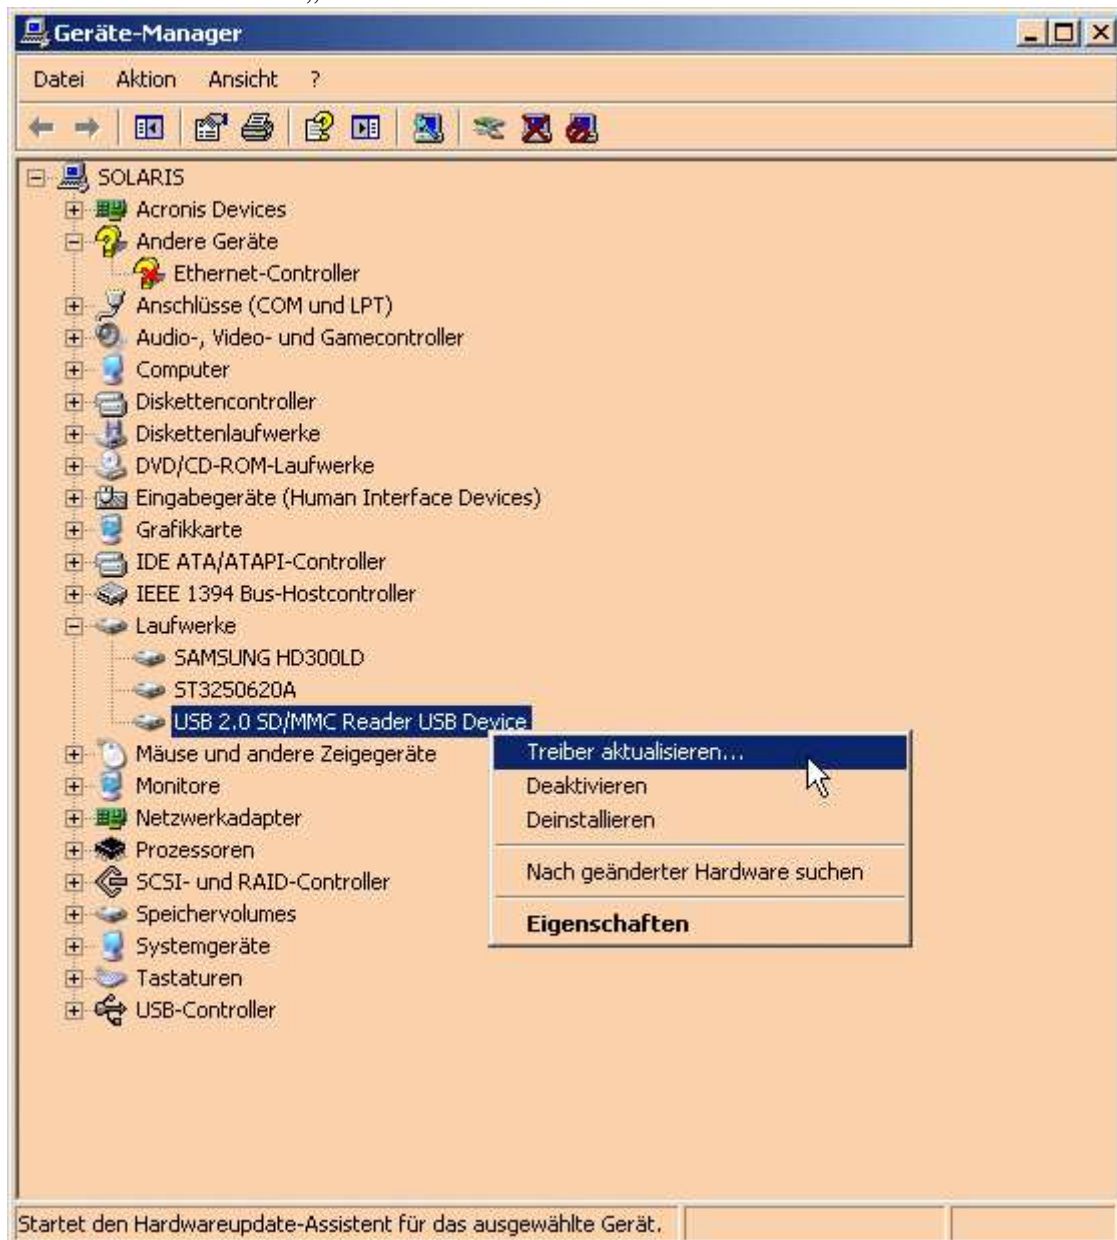 „
Geräte-Manager
Datei Aktion Ansicht ?
SOLARIS
Acronis Devices
Andere Geräte
Ethernet-Controller
Anschlüsse (COM und LPT)
Audio-, Video- und Gamecontroller
Computer
Diskettencontroller
Diskettenlaufwerke
DVD/CD-ROM-Laufwerke
Eingabegeräte (Human Interface Devices)
Grafikkarte
IDE ATA/ATAPI-Controller
IEEE 1394 Bus-Hostcontroller
Laufwerke
SAMSUNG HD300LD
ST3250620A
USB 2.0 SD/MMC Reader USB Device
Mäuse und andere Zeigegeräte
Monitore
Netzwerkadapter
Prozessoren
SCSI- und RAID-Controller
Speichervolumes
Systemgeräte
Tastaturen
USB-Controller
Treiber aktualisieren...
Deaktivieren
Deinstallieren
Nach geänderter Hardware suchen
Eigenschaften
Startet den Hardwareupdate-Assistent für das ausgewählte Gerät.